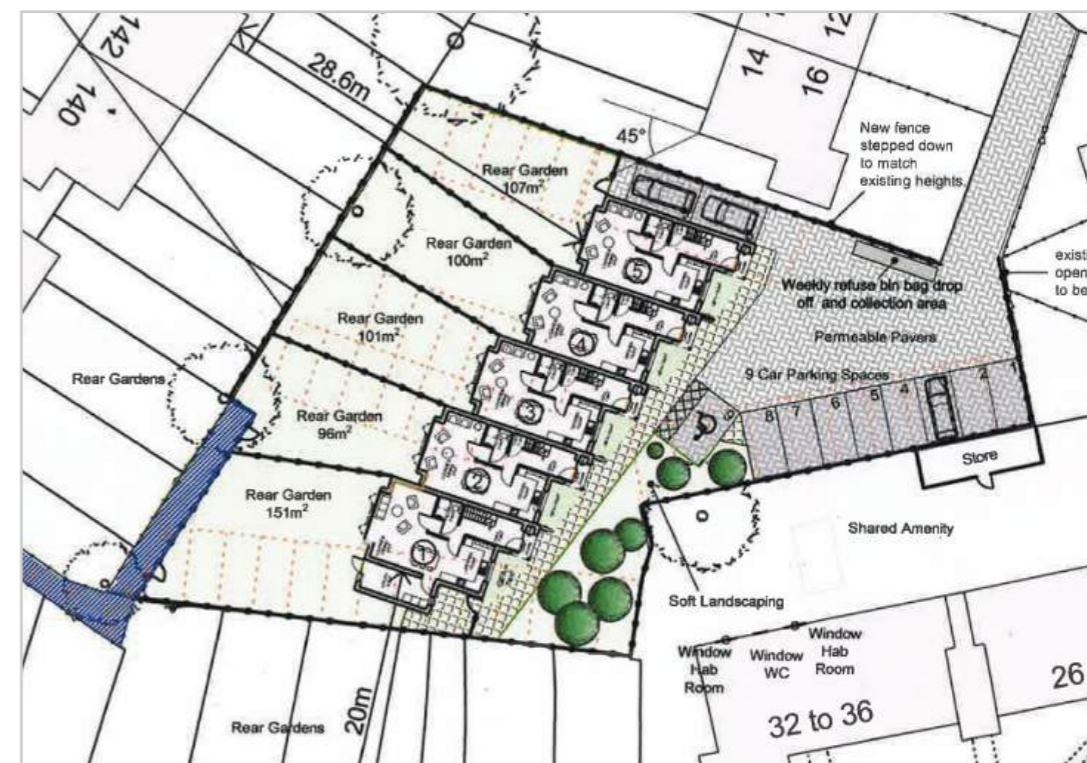 142
140
28.6m
14
12
16
45°
New fence
stepped down
to match
existing heights.
Rear Garden
107m²
Rear Garden
100m²
Rear Garden
101m²
Rear Garden
96m²
Rear Garden
151m²
Rear Gardens
5
4
3
2
1
Weekly refuse bin bag drop
off and collection area
Permeable Pavers
9 Car Parking Spaces
9
8
7
6
5
4
2
1
Store
Shared Amenity
Soft Landscaping
Window
Hab
Room
Window
WC
Window
Hab
Room
32 to 36
26
Rear Gardens
20m
open
to be